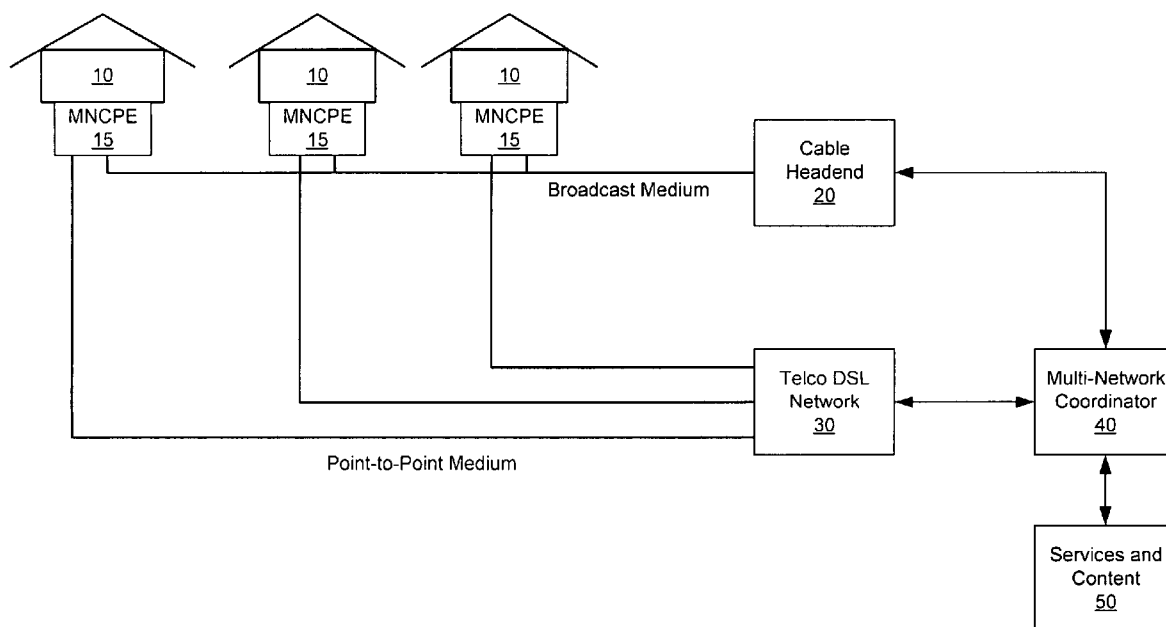 10
10
10
MNCPE
15
MNCPE
15
MNCPE
15
Cable
Headend
20
Broadcast Medium
Telco DSL
Network
30
Multi-Network
Coordinator
40
Point-to-Point Medium
Services and
Content
50